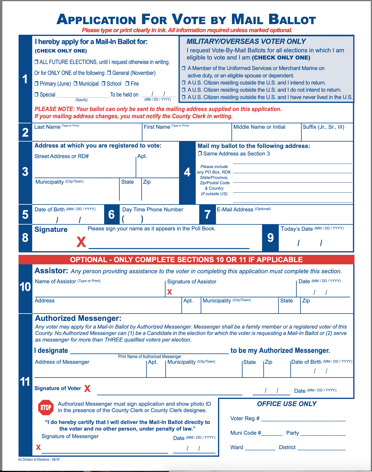 APPLICATION FOR VOTE BY MAIL BALLOT
Please type or print clearly in ink. All information required unless marked optional.
1
I hereby apply for a Mail-In Ballot for:
(CHECK ONLY ONE)
ALL FUTURE ELECTIONS, until I request otherwise in writing.
Or for ONLY ONE of the following: General (November)
Primary (June) Municipal School Fire
Special To be held on / /
(Specify) (MM / DD / YYYY)
MILITARY/OVERSEAS VOTER ONLY
I request Vote-By-Mail Ballots for all elections in which I am
eligible to vote and I am (CHECK ONLY ONE)
A Member of the Uniformed Services or Merchant Marine on
active duty, or an eligible spouse or dependent.
A U.S. Citizen residing outside the U.S. and I intend to return.
A U.S. Citizen residing outside the U.S. and I do not intend to return.
A U.S. Citizen residing outside the U.S. and I have never lived in the U.S.
PLEASE NOTE: Your ballot can only be sent to the mailing address supplied on this application.
If your mailing address changes, you must notify the County Clerk in writing.
2
Last Name (Type or Print) First Name (Type or Print) Middle Name or Initial Suffix (Jr., Sr., III)
3
Address at which you are registered to vote:
Street Address or RD# Apt.
Municipality (City/Town) State Zip
4
Mail my ballot to the following address:
Same Address as Section 3
Please include
any PO Box, RD#,
State/Province,
Zip/Postal Code
& Country
(if outside US)
5 Date of Birth (MM / DD / YYYY) / /
6 Day Time Phone Number ( )
7 E-Mail Address (Optional)
8 Signature Please sign your name as it appears in the Poll Book.
X
9 Today's Date (MM / DD / YYYY) / /
OPTIONAL - ONLY COMPLETE SECTIONS 10 OR 11 IF APPLICABLE
10
Assistor: Any person providing assistance to the voter in completing this application must complete this section.
Name of Assistor (Type or Print) Signature of Assistor Date (MM / DD / YYYY)
X / /
Address Apt. Municipality (City/Town) State Zip
11
Authorized Messenger:
Any voter may apply for a Mail-In Ballot by Authorized Messenger. Messenger shall be a family member or a registered voter of this
County. No Authorized Messenger can (1) be a Candidate in the election for which the voter is requesting a Mail-In Ballot or (2) serve
as messenger for more than THREE qualified voters per election.
I designate to be my Authorized Messenger.
Print Name of Authorized Messenger
Address of Messenger Apt. Municipality (City/Town) State Zip Date of Birth (MM / DD / YYYY)
/ /
Signature of Voter X / / Date (MM / DD / YYYY)
STOP
Authorized Messenger must sign application and show photo ID
in the presence of the County Clerk or County Clerk designee.
"I do hereby certify that I will deliver the Mail-In Ballot directly to
the voter and no other person, under penalty of law."
Signature of Messenger Date (MM / DD / YYYY)
X / /
OFFICE USE ONLY
Voter Reg #
Muni Code # Party
Ward District